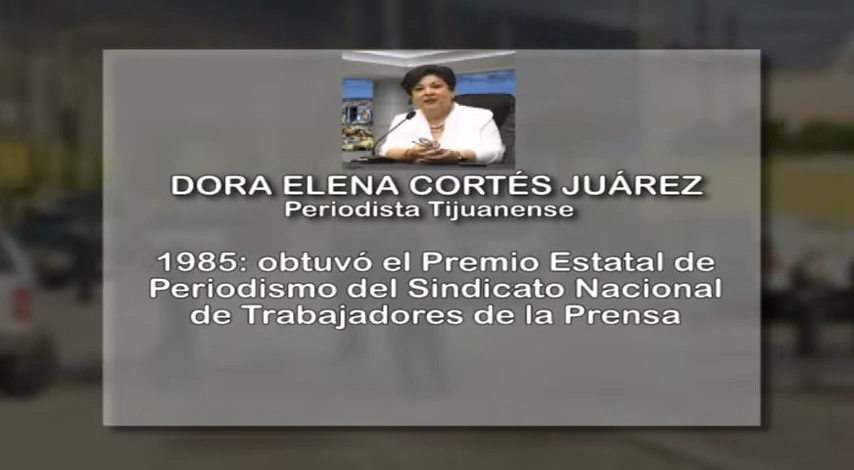 DORA ELENA CORTÉS JUÁREZ
Periodista Tijuanense
1985: obtuvó el Premio Estatal de
Periodismo del Sindicato Nacional
de Trabajadores de la Prensa